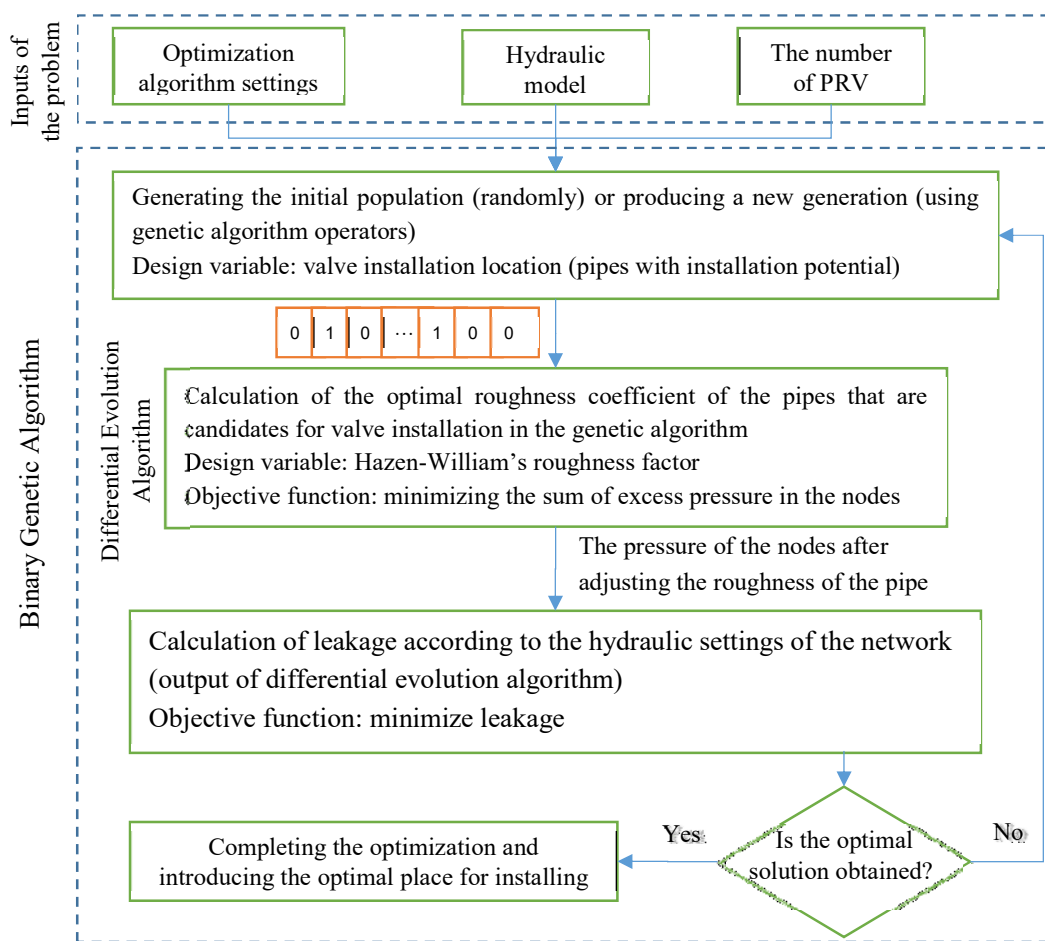 Inputs of
the problem
Optimization
algorithm settings
Hydraulic
model
The number
of PRV
Binary Genetic Algorithm
Generating the initial population (randomly) or producing a new generation (using
genetic algorithm operators)
Design variable: valve installation location (pipes with installation potential)
0 1 0 ... 1 0 0
Differential Evolution
Algorithm
Calculation of the optimal roughness coefficient of the pipes that are
candidates for valve installation in the genetic algorithm
Design variable: Hazen-William’s roughness factor
Objective function: minimizing the sum of excess pressure in the nodes
The pressure of the nodes after
adjusting the roughness of the pipe
Calculation of leakage according to the hydraulic settings of the network
(output of differential evolution algorithm)
Objective function: minimize leakage
Is the optimal
solution obtained?
Yes
No
Completing the optimization and
introducing the optimal place for installing